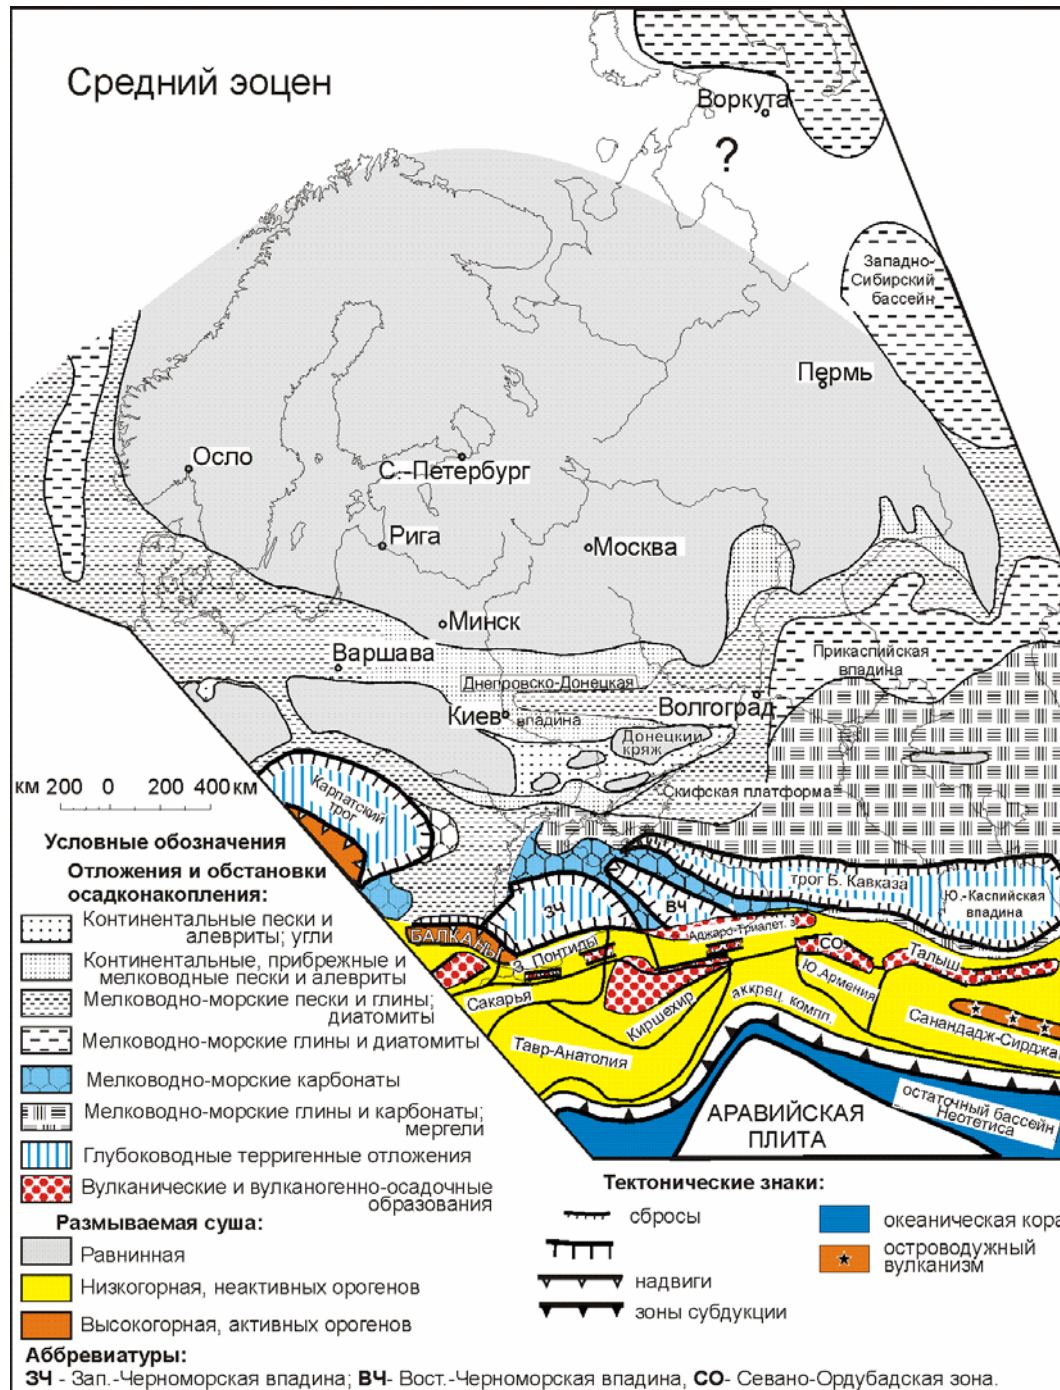 Средний эоцен
Воркута
?
Западно-
Сибирский
бассейн
Пермь
Осло
С.-Петербург
Рига
Москва
Минск
Варшава
Прикаспийская
впадина
Днепровско-Донецкая
впадина
Киев
Волгоград
Донецкий
кряж
Скифская платформа
км 200 0 200 400 км
Карпатский
трог
трог Б. Кавказа
Ю.-Каспийская
впадина
ЗЧ
ВЧ
Аджаро-Триалет. з.
БАЛКАНЫ
З. Понтиды
СО
Талыш
Сакарья
Киршехир
аккрец. компл.
Ю.Армения
Санандадж-Сирджан
Тавр-Анатолия
АРАВИЙСКАЯ
ПЛИТА
остаточный бассейн
Неотетиса
Условные обозначения
Отложения и обстановки
осадконакопления:
Континентальные пески и
алевриты; угли
Континентальные, прибрежные и
мелководные пески и алевриты
Мелководно-морские пески и глины;
диатомиты
Мелководно-морские глины и диатомиты
Мелководно-морские карбонаты
Мелководно-морские глины и карбонаты;
мергели
Глубоководные терригенные отложения
Вулканические и вулканогенно-осадочные
образования
Размываемая суша:
Равнинная
Низкогорная, неактивных орогенов
Высокогорная, активных орогенов
Тектонические знаки:
сбросы
надвиги
зоны субдукции
океаническая кора
островодужный
вулканизм
Аббревиатуры:
ЗЧ - Зап.-Черноморская впадина; ВЧ- Вост.-Черноморская впадина, СО- Севано-Ордубадская зона.